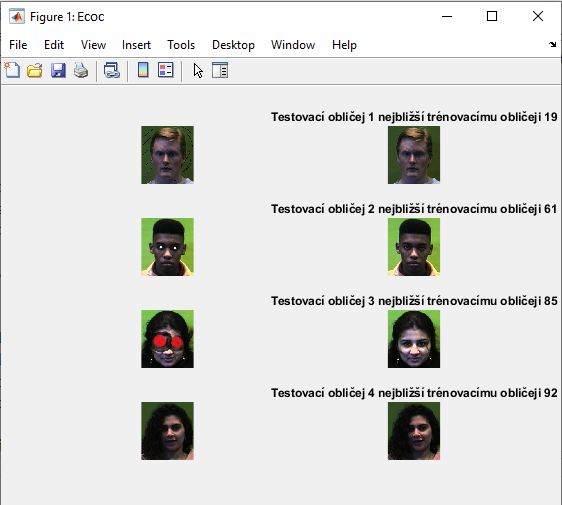 Figure 1: Ecoc
File Edit View Insert Tools Desktop Window Help
Testovací obličej 1 nejbližší trénovacímu obličeji 19
Testovací obličej 2 nejbližší trénovacímu obličeji 61
Testovací obličej 3 nejbližší trénovacímu obličeji 85
Testovací obličej 4 nejbližší trénovacímu obličeji 92